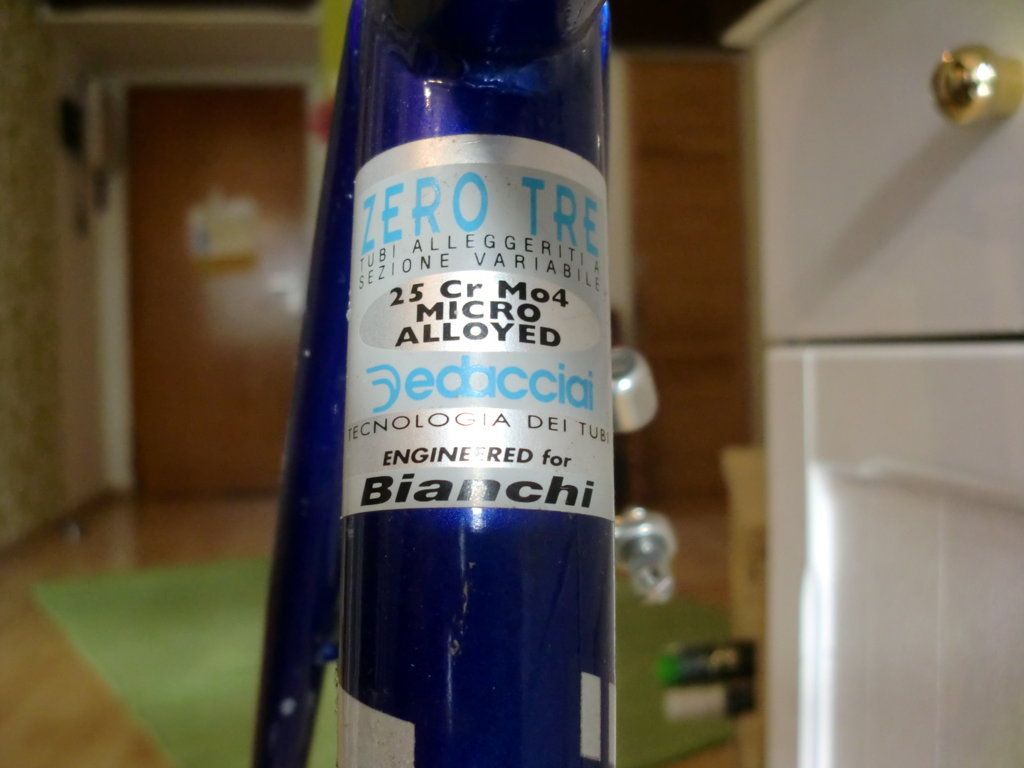 ZERO TRE
TUBI ALLEGGERITI A
SEZIONE VARIABILE
25 Cr Mo4
MICRO
ALLOYED
Dedacciai
TECNOLOGIA DEI TUBI
ENGINEERED for
Bianchi